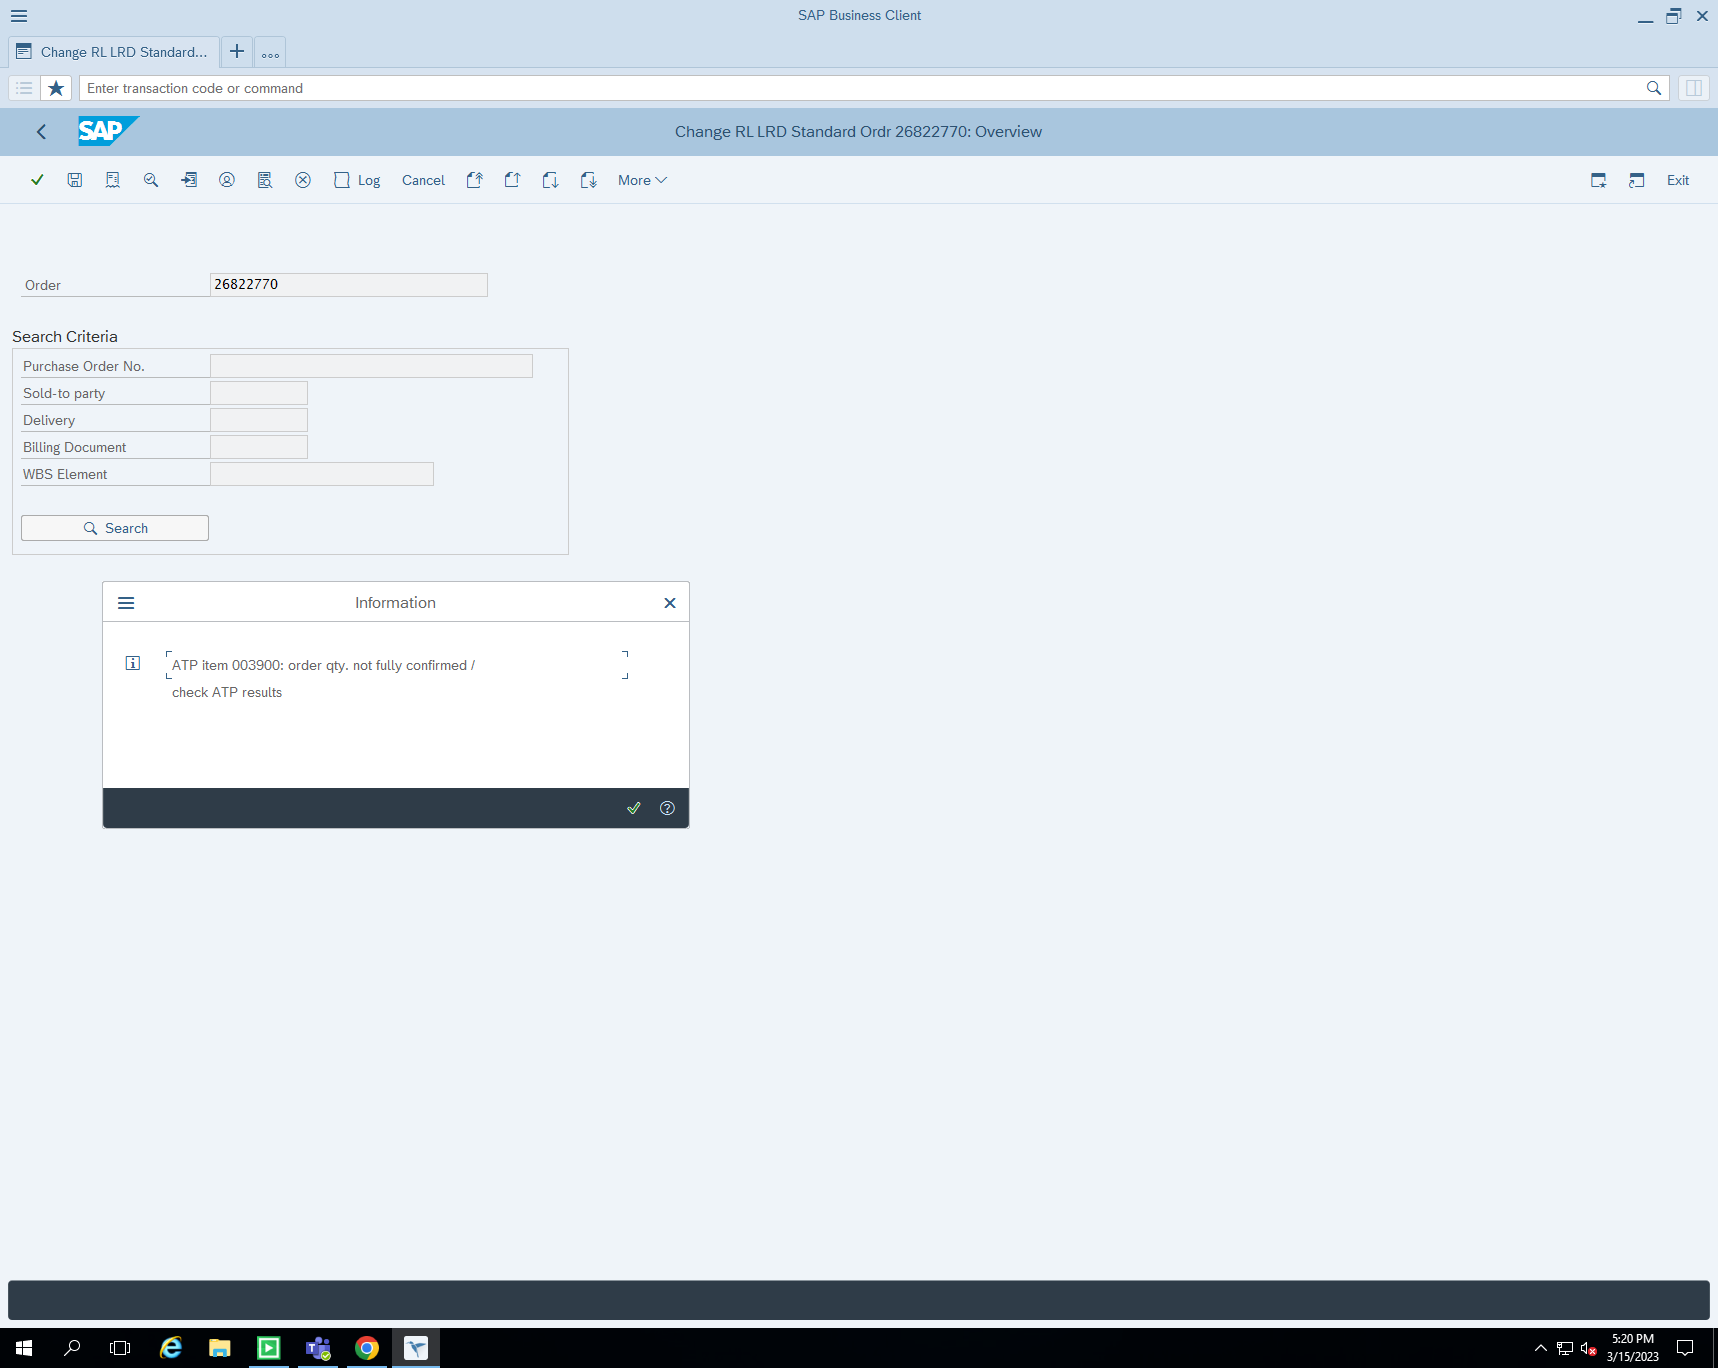 SAP Business Client
Change RL LRD Standard...
Enter transaction code or command
SAP
Change RL LRD Standard Ordr 26822770: Overview
Log
Cancel
More
Exit
Order
26822770
Search Criteria
Purchase Order No.
Sold-to party
Delivery
Billing Document
WBS Element
Search
Information
ATP item 003900: order qty. not fully confirmed /
check ATP results
5:20 PM
3/15/2023